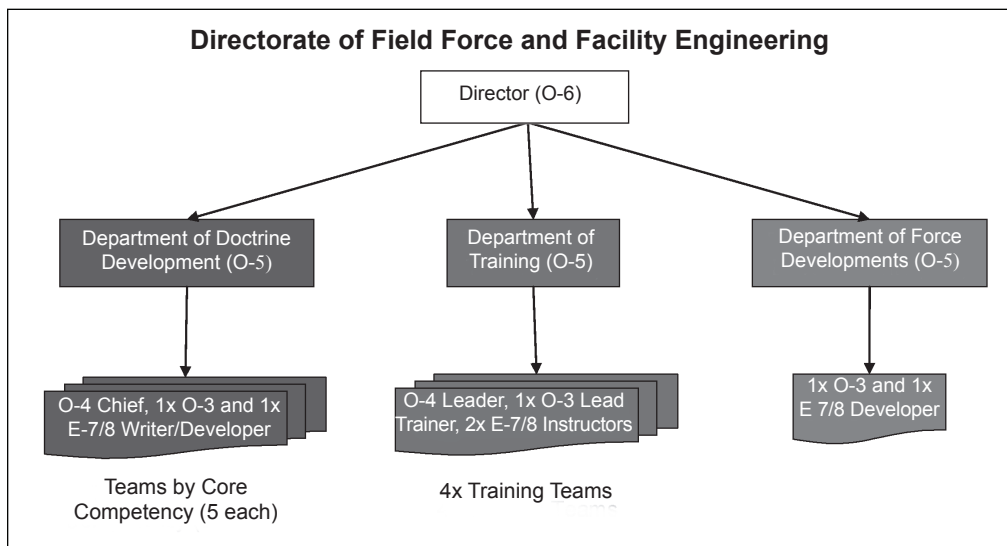 Directorate of Field Force and Facility Engineering
Director (O-6)
Department of Doctrine
Development (O-5)
Department of
Training (O-5)
Department of Force
Developments (O-5)
O-4 Chief, 1x O-3 and 1x
E-7/8 Writer/Developer
O-4 Leader, 1x O-3 Lead
Trainer, 2x E-7/8 Instructors
1x O-3 and 1x
E 7/8 Developer
Teams by Core
Competency (5 each)
4x Training Teams